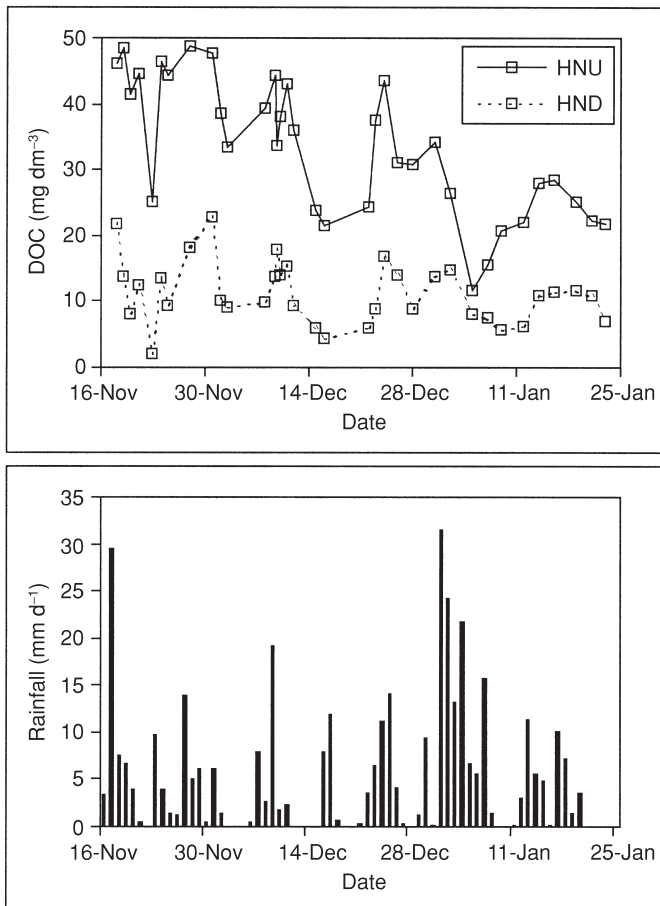 50
40
30
20
10
0
DOC (mg dm⁻³)
HNU
HND
16-Nov 30-Nov 14-Dec 28-Dec 11-Jan 25-Jan
Date
35
30
25
20
15
10
5
0
Rainfall (mm d⁻¹)
16-Nov 30-Nov 14-Dec 28-Dec 11-Jan 25-Jan
Date